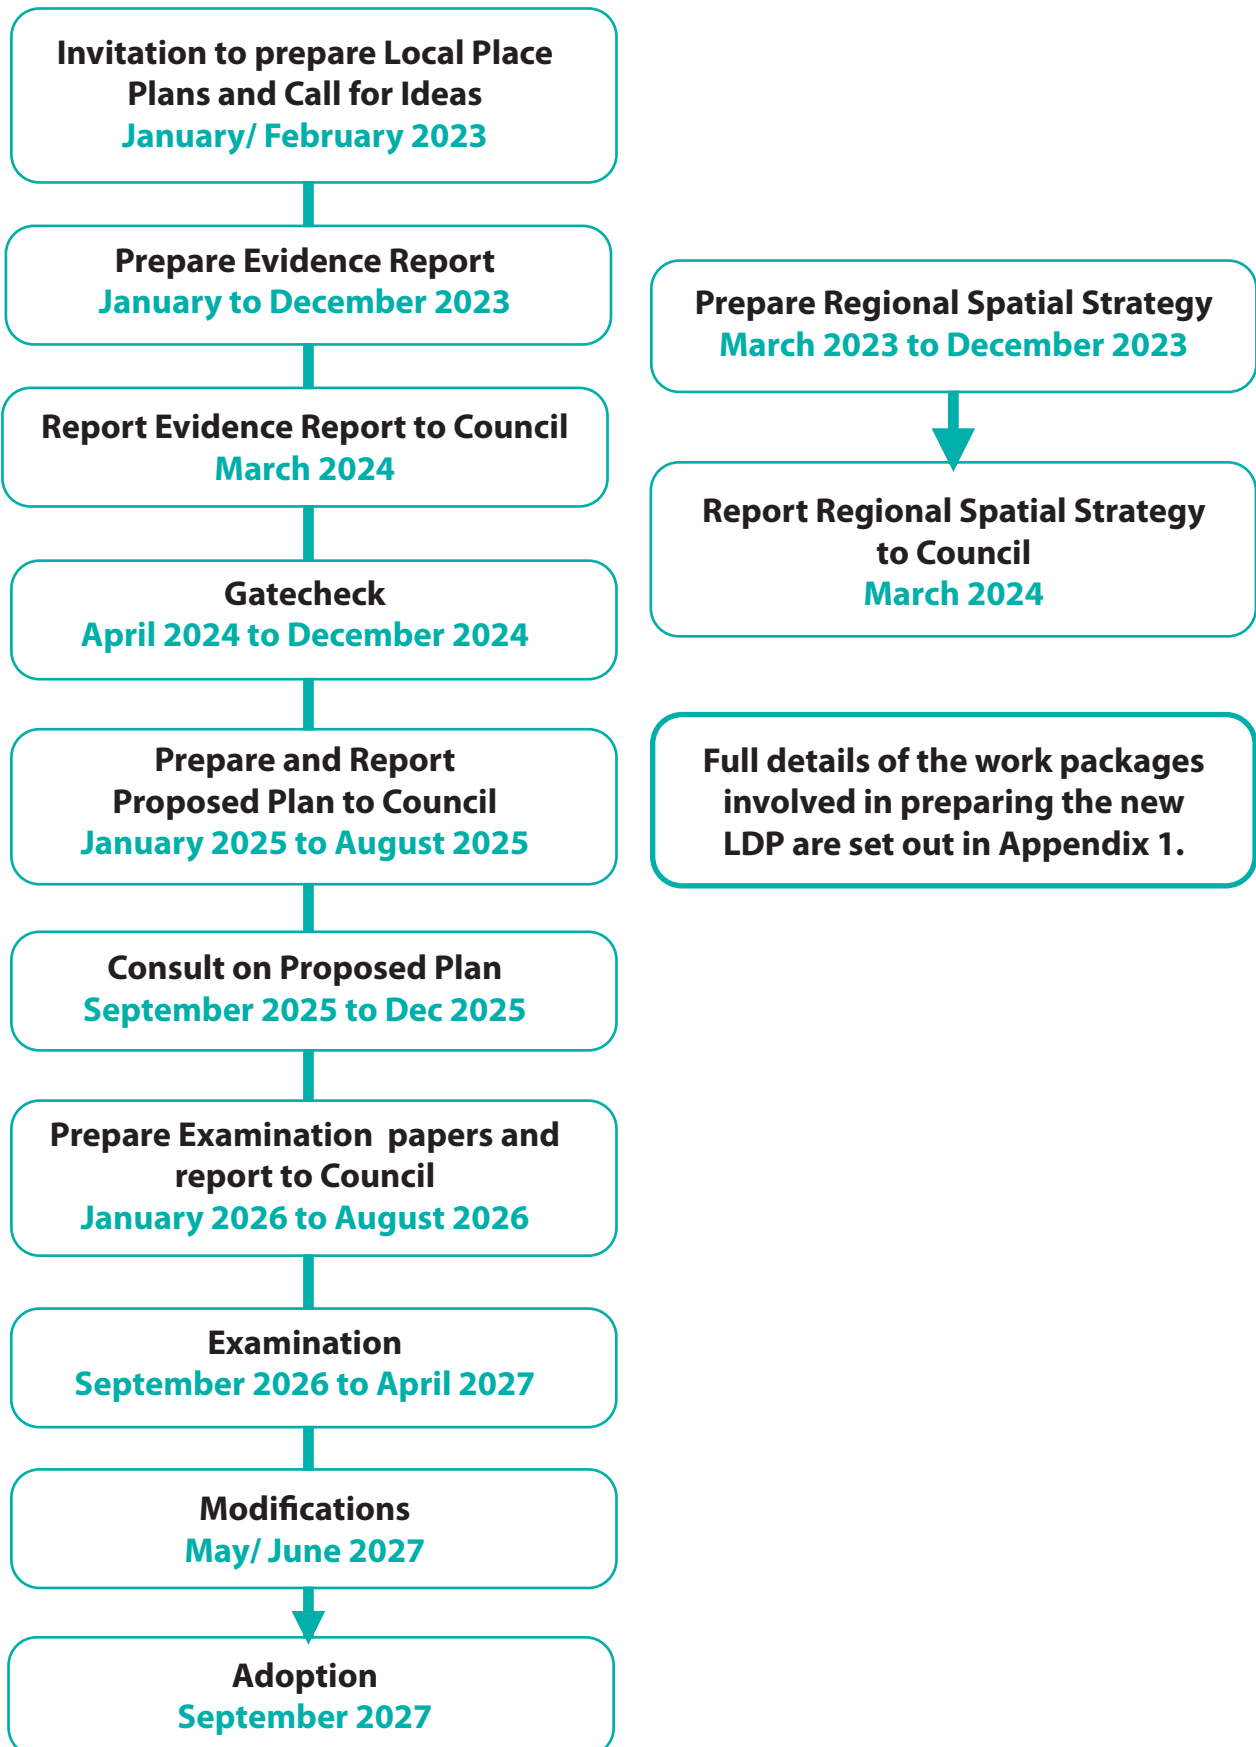 Invitation to prepare Local Place
Plans and Call for Ideas
January/ February 2023
Prepare Evidence Report
January to December 2023
Report Evidence Report to Council
March 2024
Gatecheck
April 2024 to December 2024
Prepare and Report
Proposed Plan to Council
January 2025 to August 2025
Consult on Proposed Plan
September 2025 to Dec 2025
Prepare Examination  papers and
report to Council
January 2026 to August 2026
Examination
September 2026 to April 2027
Modifications
May/ June 2027
Adoption
September 2027
Prepare Regional Spatial Strategy
March 2023 to December 2023
Report Regional Spatial Strategy
to Council
March 2024
Full details of the work packages
involved in preparing the new
LDP are set out in Appendix 1.